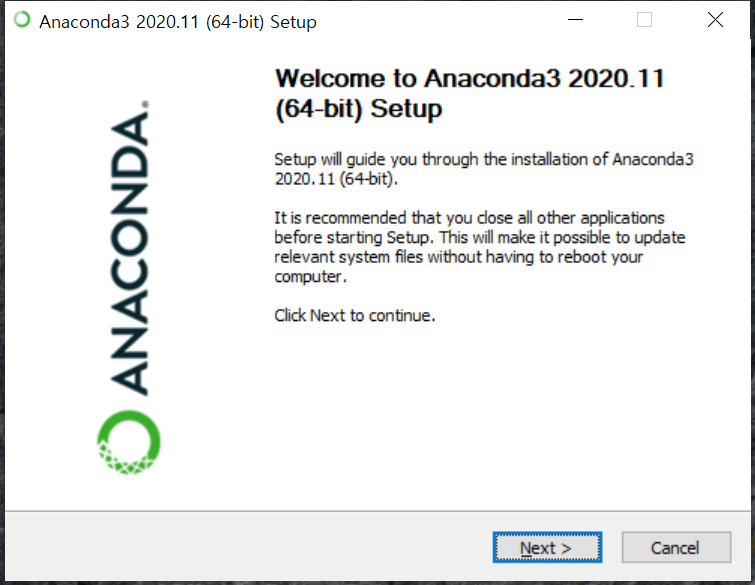 Anaconda3 2020.11 (64-bit) Setup
ANACONDA.
Welcome to Anaconda3 2020.11
(64-bit) Setup
Setup will guide you through the installation of Anaconda3
2020.11 (64-bit).
It is recommended that you close all other applications
before starting Setup. This will make it possible to update
relevant system files without having to reboot your
computer.
Click Next to continue.
Next >
Cancel